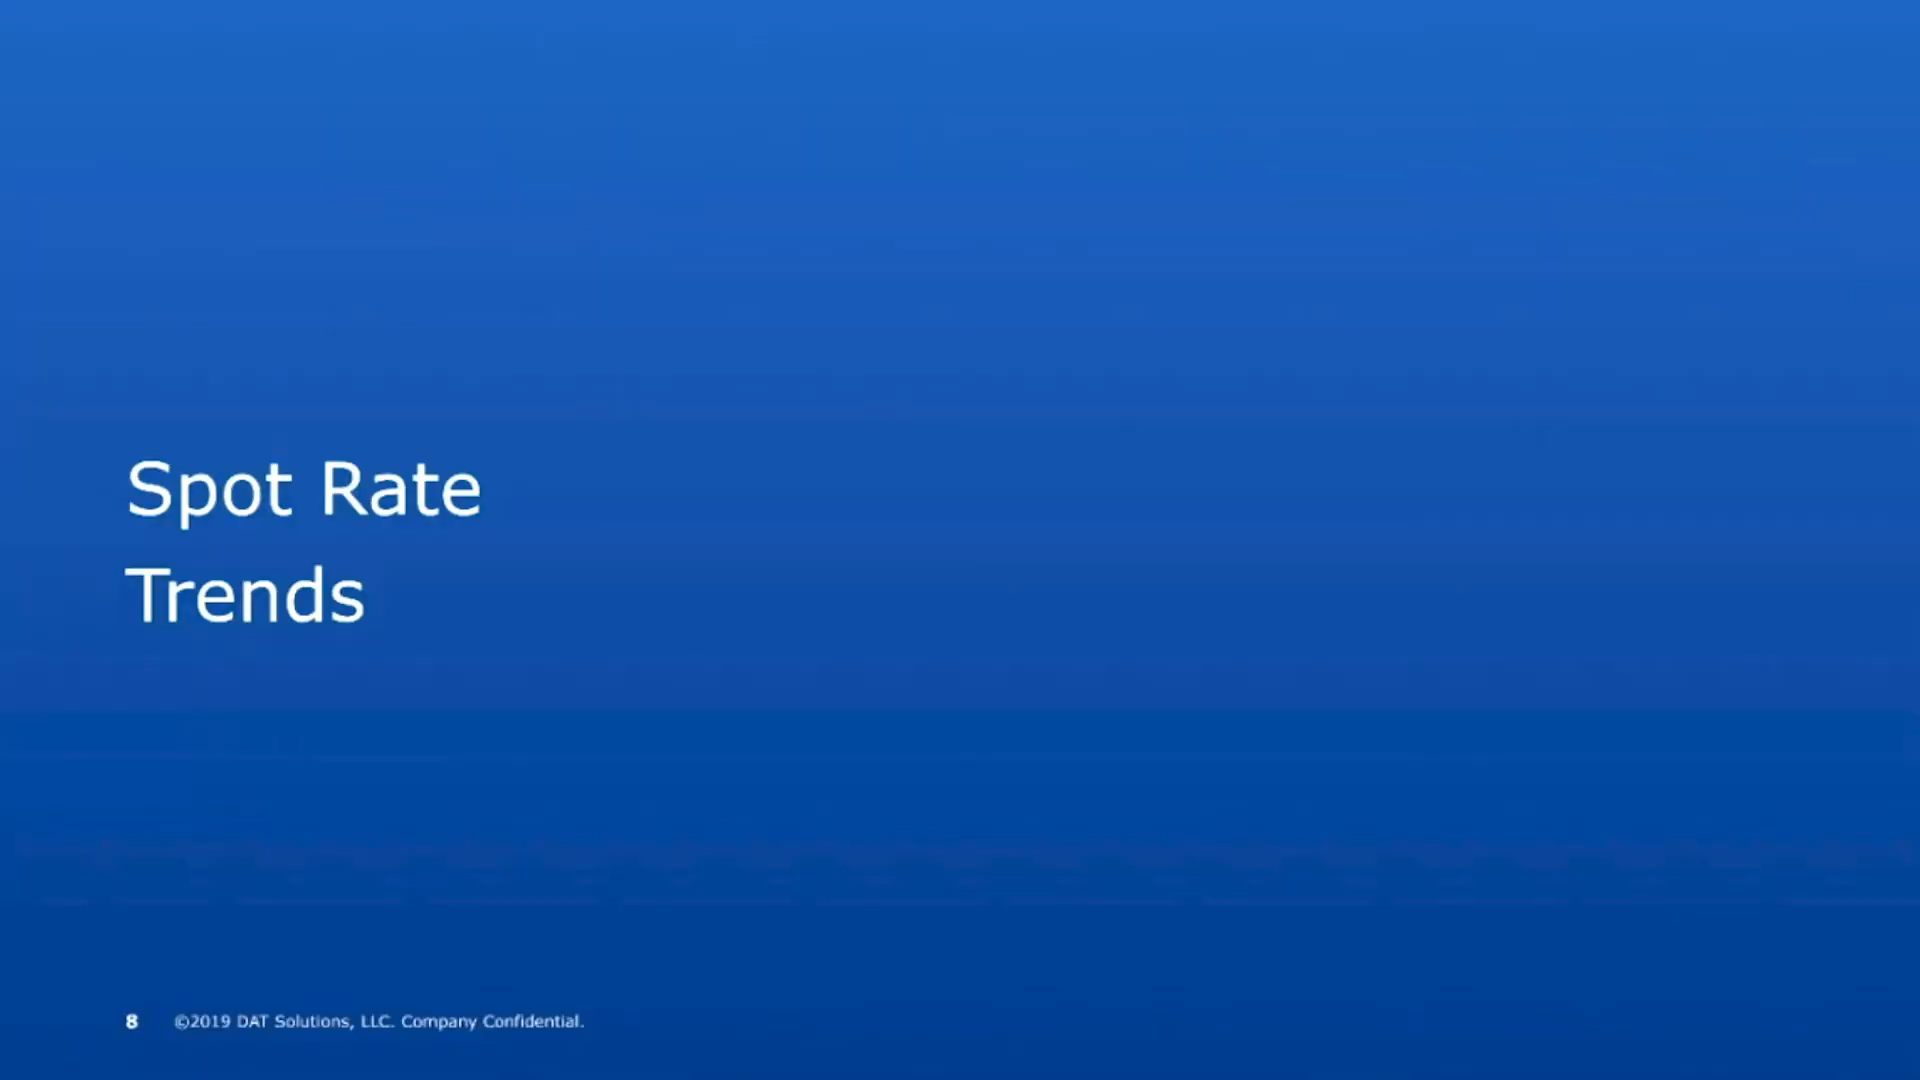 Spot Rate
Trends
8 ©2019 DAT Solutions, LLC. Company Confidential.